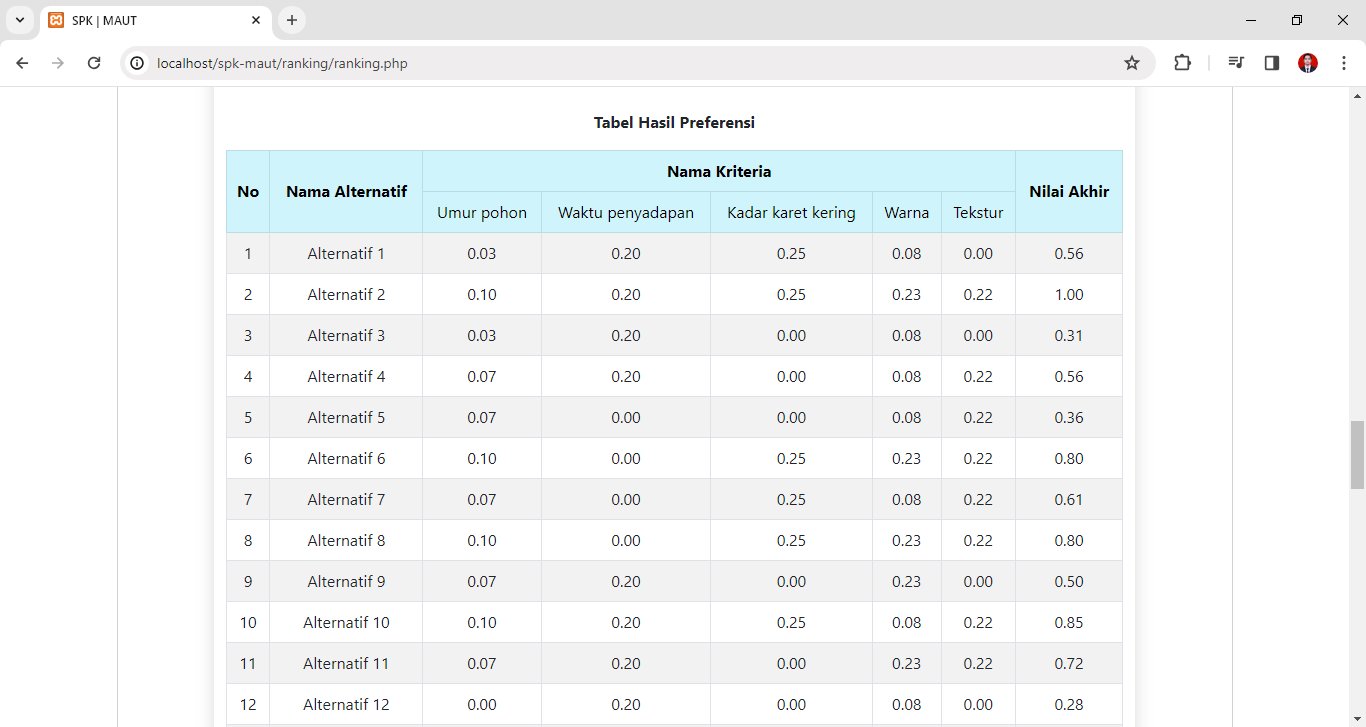 SPK | MAUT
localhost/spk-maut/ranking/ranking.php
Tabel Hasil Preferensi
No Nama Alternatif Nama Kriteria Nilai Akhir
Umur pohon Waktu penyadapan Kadar karet kering Warna Tekstur
1 Alternatif 1 0.03 0.20 0.25 0.08 0.00 0.56
2 Alternatif 2 0.10 0.20 0.25 0.23 0.22 1.00
3 Alternatif 3 0.03 0.20 0.00 0.08 0.00 0.31
4 Alternatif 4 0.07 0.20 0.00 0.08 0.22 0.56
5 Alternatif 5 0.07 0.00 0.00 0.08 0.22 0.36
6 Alternatif 6 0.10 0.00 0.25 0.23 0.22 0.80
7 Alternatif 7 0.07 0.00 0.25 0.08 0.22 0.61
8 Alternatif 8 0.10 0.00 0.25 0.23 0.22 0.80
9 Alternatif 9 0.07 0.20 0.00 0.23 0.00 0.50
10 Alternatif 10 0.10 0.20 0.25 0.08 0.22 0.85
11 Alternatif 11 0.07 0.20 0.00 0.23 0.22 0.72
12 Alternatif 12 0.00 0.20 0.00 0.08 0.00 0.28